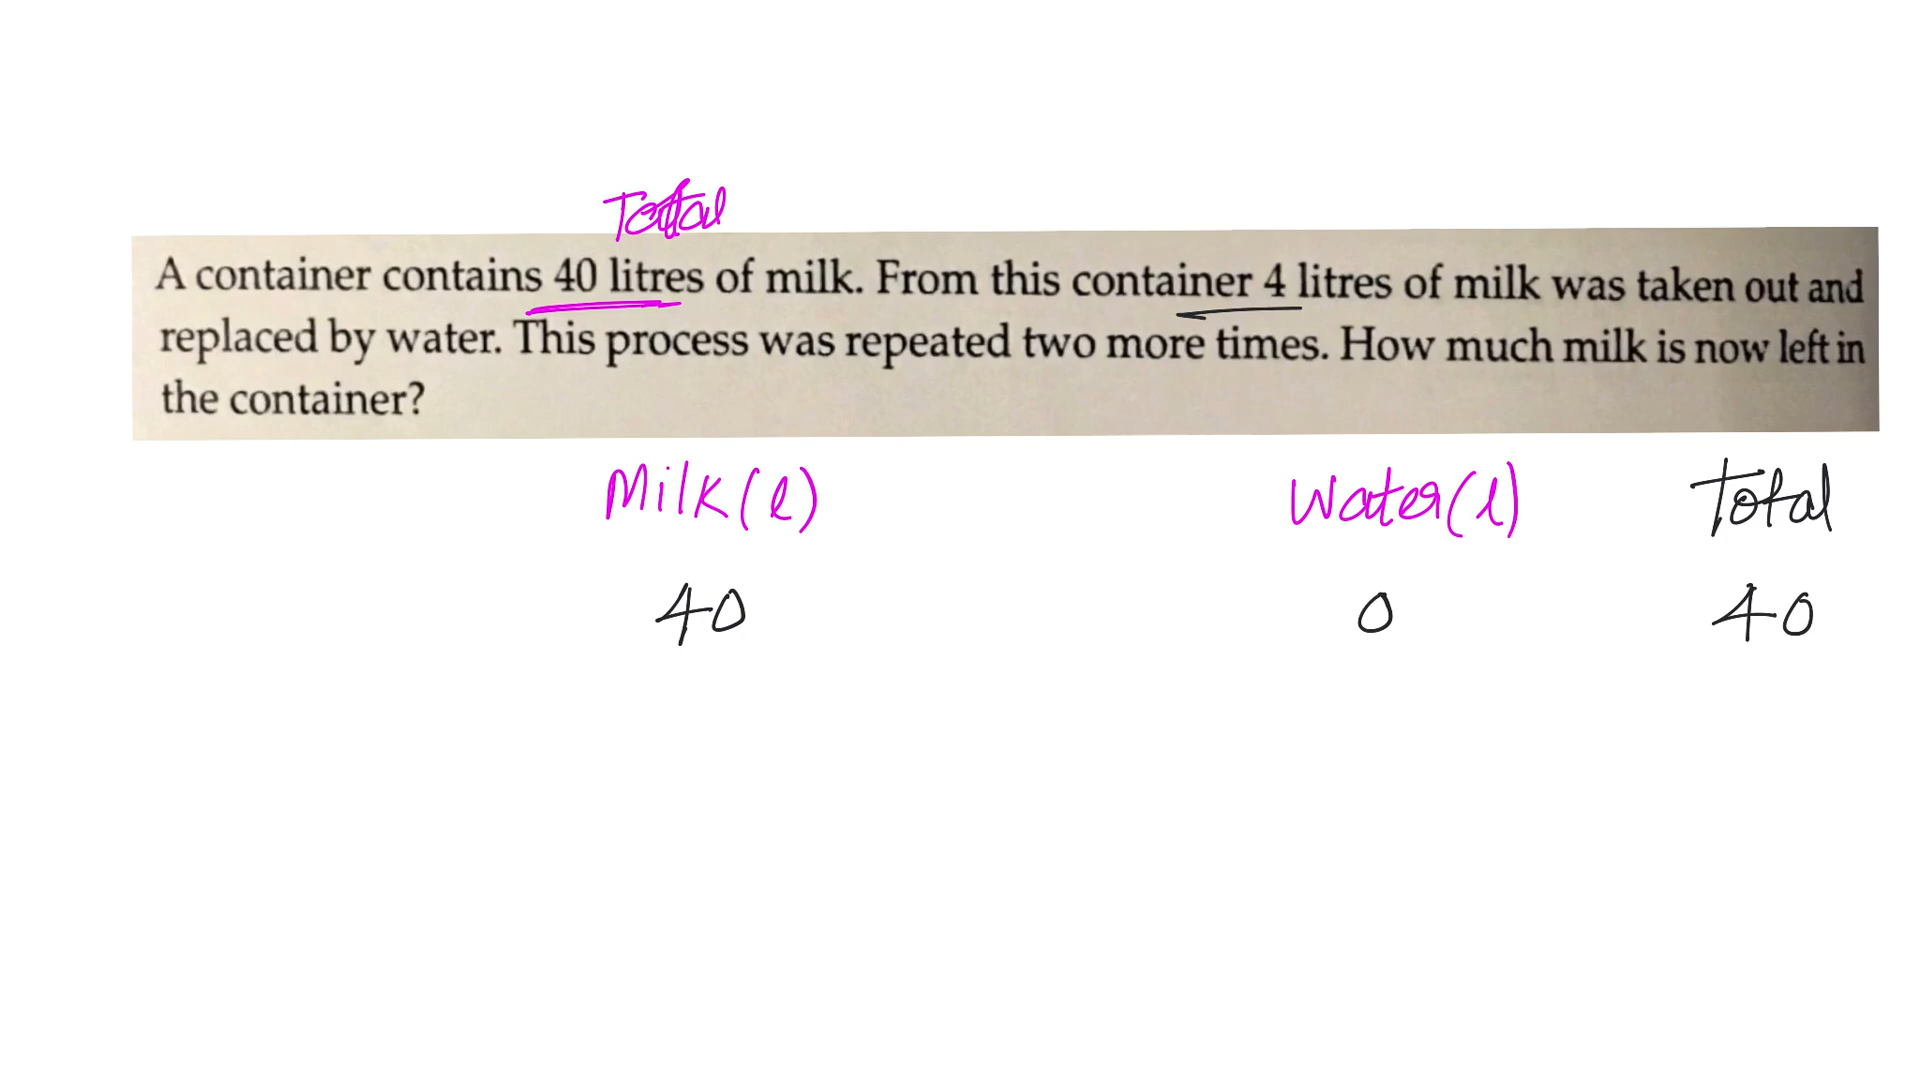 Total
A container contains 40 litres of milk. From this container 4 litres of milk was taken out and
replaced by water. This process was repeated two more times. How much milk is now left in
the container?
Milk(l) Water(l) Total
40 0 40